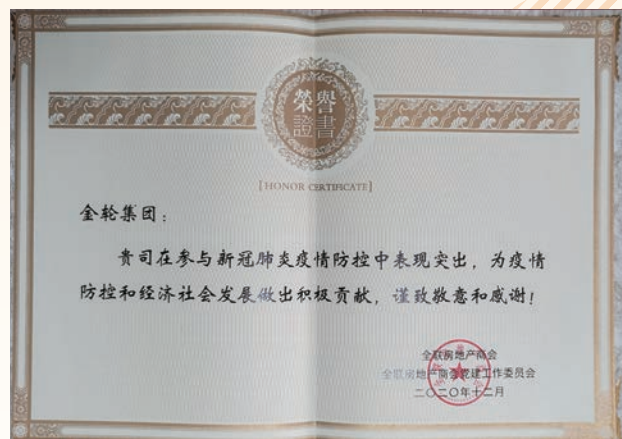 榮譽
證書
[HONOR CERTIFICATE]
金轮集团：
贵司在参与新冠肺炎疫情防控中表现突出，为疫情
防控和经济社会发展做出积极贡献，谨致敬意和感谢！
全联房地产商会
全联房地产商会党建工作委员会
二〇二〇年十二月